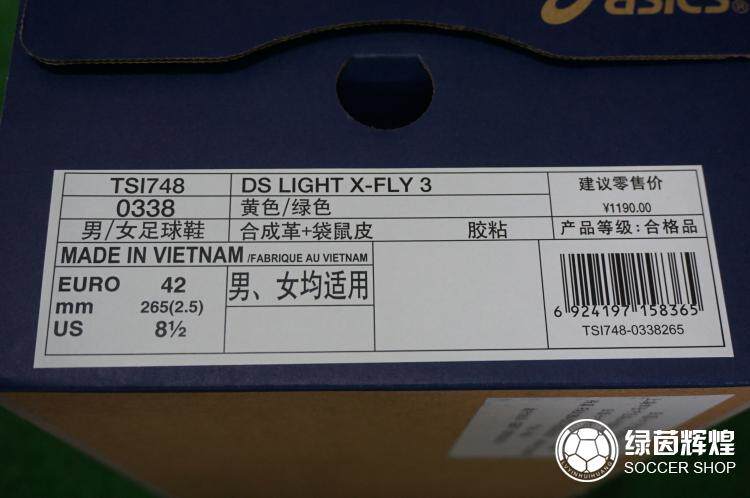 asics®
TSI748 DS LIGHT X-FLY 3 建议零售价
0338 黄色/绿色 ¥1190.00
男/女足球鞋 合成革+袋鼠皮 胶粘 产品等级:合格品
MADE IN VIETNAM /FABRIQUE AU VIETNAM
EURO 42 男、女均适用
mm 265(2.5)
US 8½
6 924197 158365
TSI748-0338265
绿茵辉煌
SOCCER SHOP
LVYINHUIHUANG